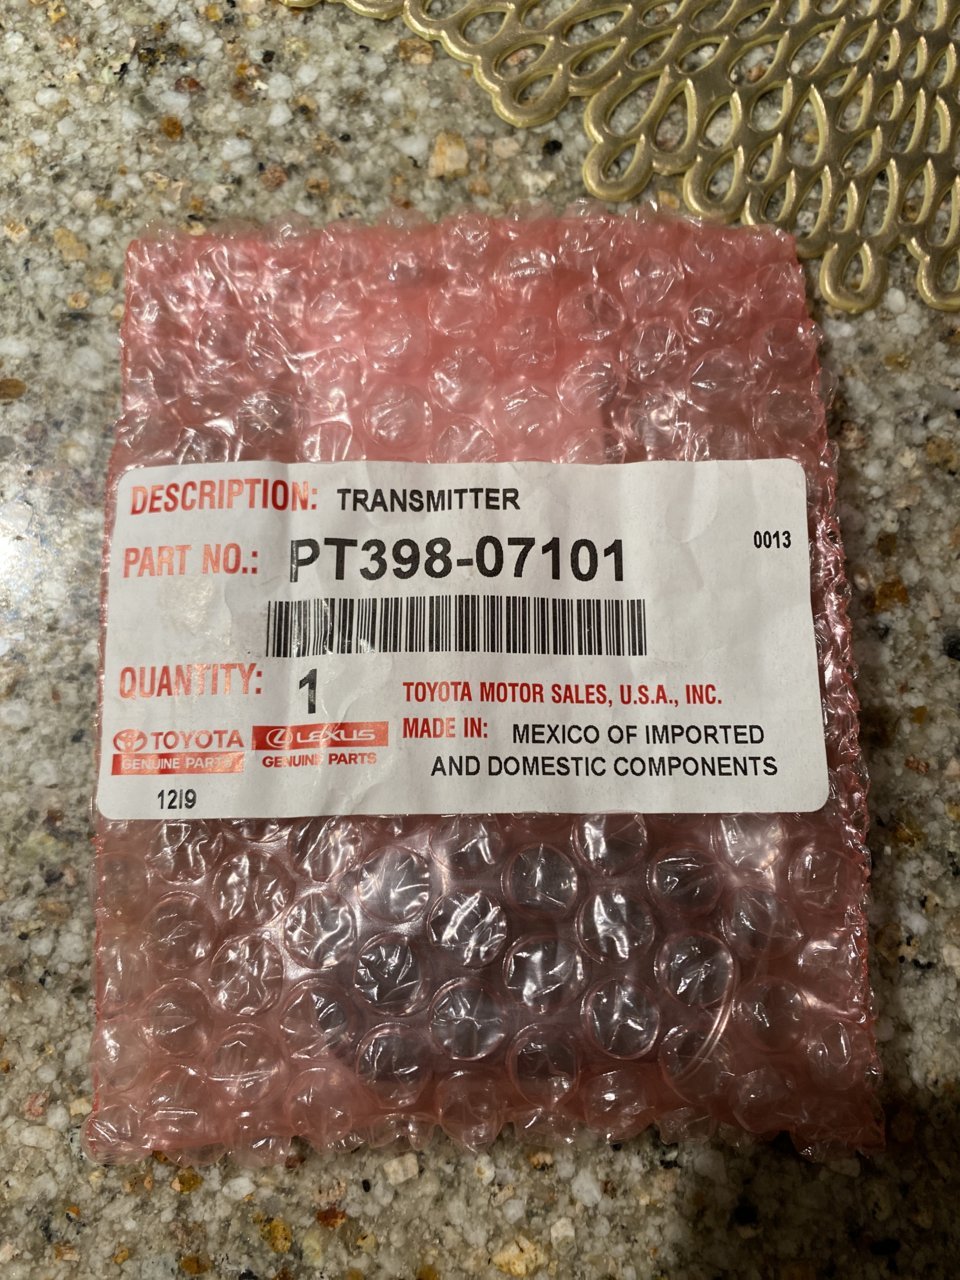 DESCRIPTION: TRANSMITTER
PART NO.: PT398-07101
0013
QUANTITY: 1
TOYOTA MOTOR SALES, U.S.A., INC.
MADE IN: MEXICO OF IMPORTED
AND DOMESTIC COMPONENTS
TOYOTA
GENUINE PARTS
LEXUS
GENUINE PARTS
12I9